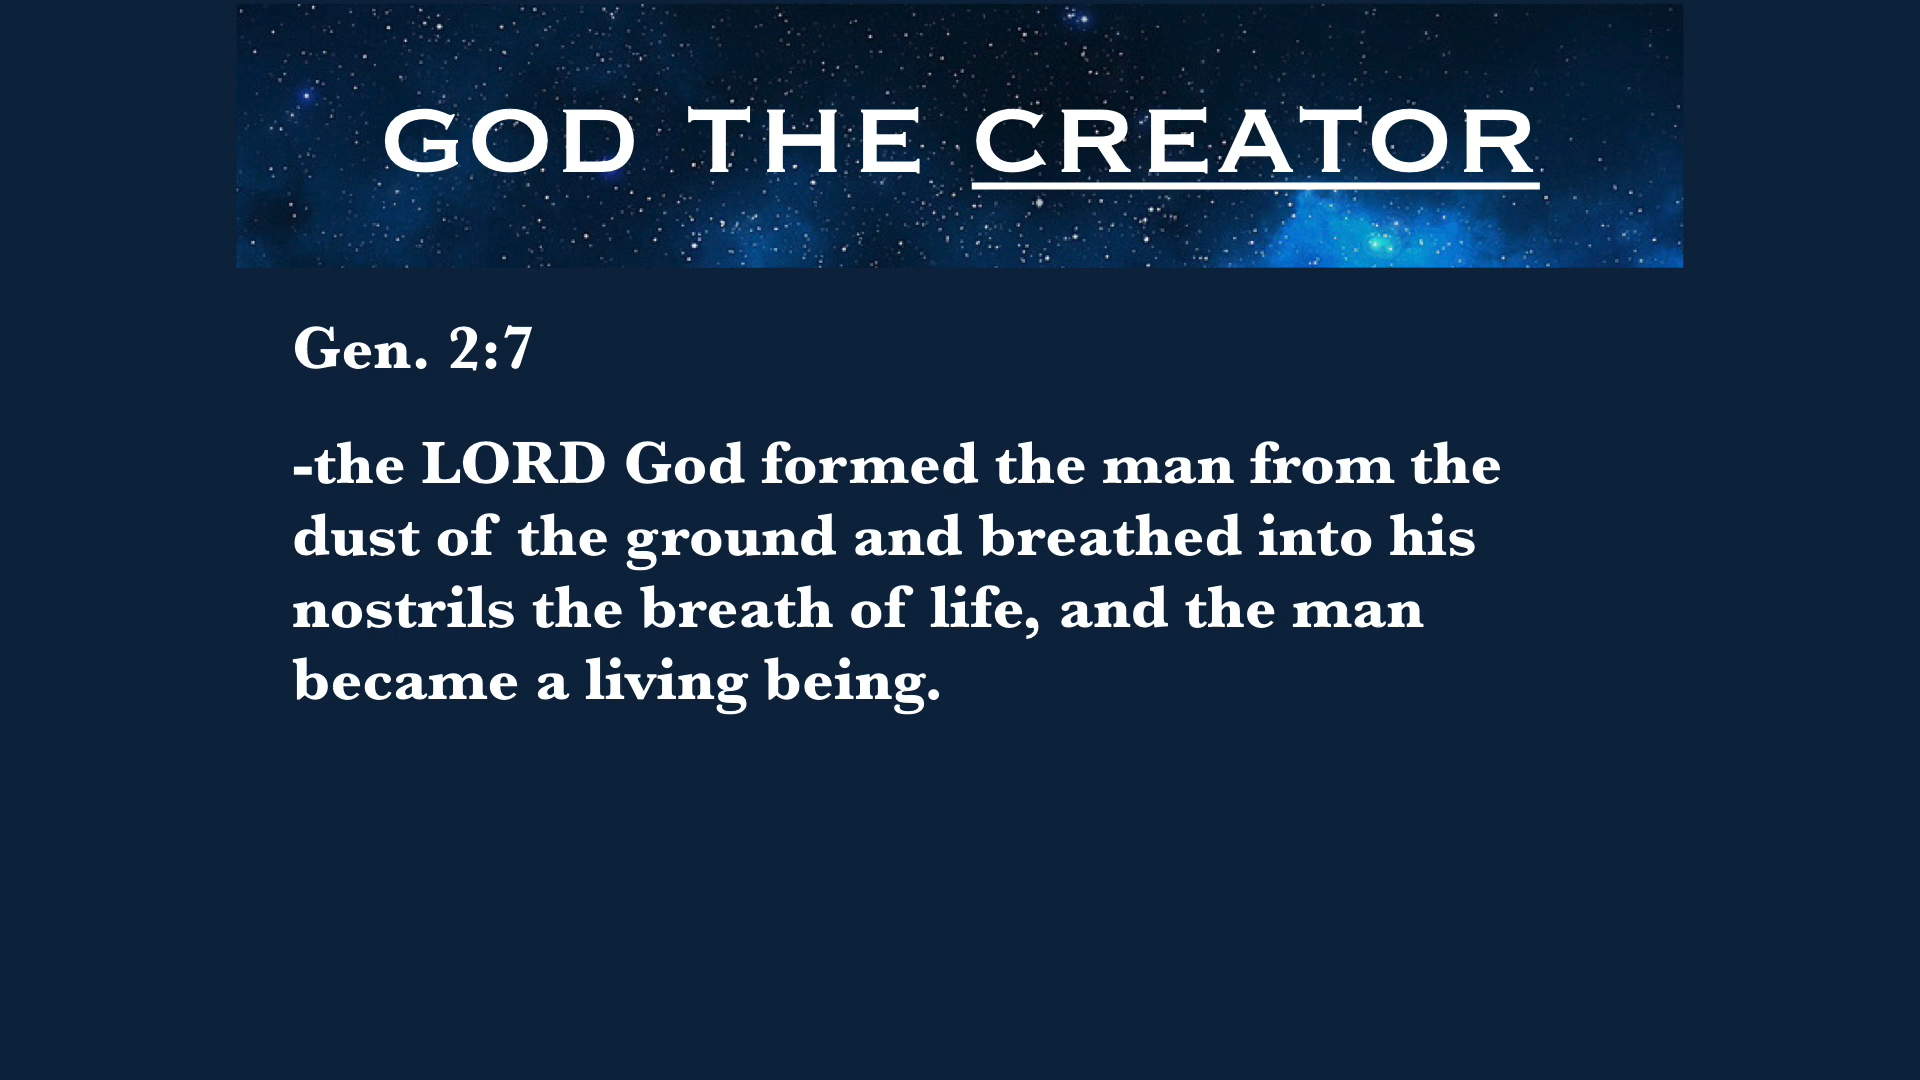 GOD THE CREATOR
Gen. 2:7
-the LORD God formed the man from the
dust of the ground and breathed into his
nostrils the breath of life, and the man
became a living being.